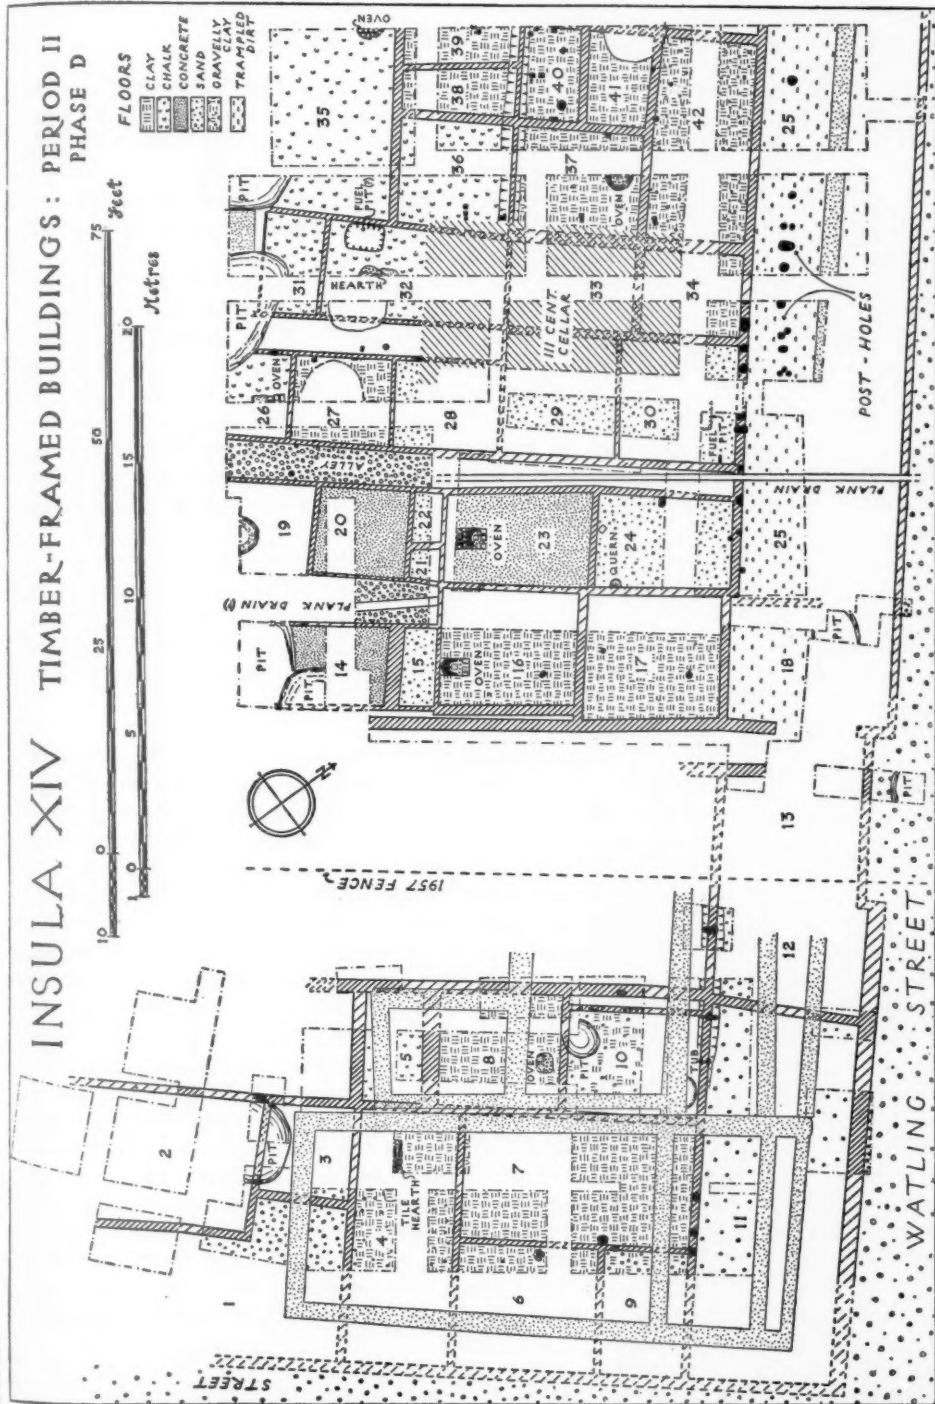 INSULA XIV TIMBER-FRAMED BUILDINGS: PERIOD II
PHASE D
10 0 25 50 75 Feet
1 0 5 10 15 20 Metres
FLOORS
CLAY
CHALK
CONCRETE
SAND
GRAVELLY CLAY
TRAMPLED DIRT
1
2
PIT
3
4
TILE HEARTH
5
6
7
8
OVEN
9
PIT
10
TUB
11
12
13
PIT
STREET
WATLING STREET
1957 FENCE
N
PIT
PIT
14
15
OVEN
16
17
18
PIT
PLANK DRAIN (?)
19
20
21
22
OVEN
23
QUERN
24
25
ALLEY
PLANK DRAIN
26
OVEN
27
28
29
30
FUEL PIT
PIT
31
HEARTH
32
FUEL PIT (?)
PIT
III CENT. CELLAR
33
34
35
OVEN
36
37
OVEN
38
39
40
41
42
25
POST-HOLES